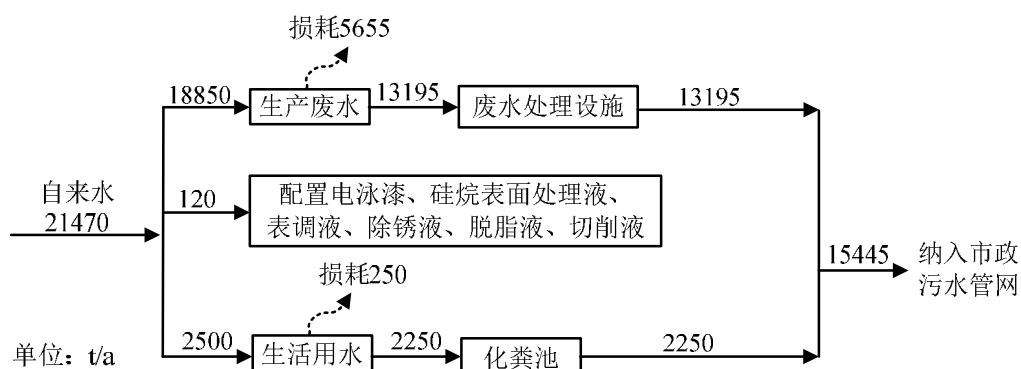 损耗5655
18850
生产废水
13195
废水处理设施
13195
自来水
21470
120
配置电泳漆、硅烷表面处理液、
表调液、除锈液、脱脂液、切削液
15445
纳入市政
污水管网
损耗250
单位：t/a
2500
生活用水
2250
化粪池
2250